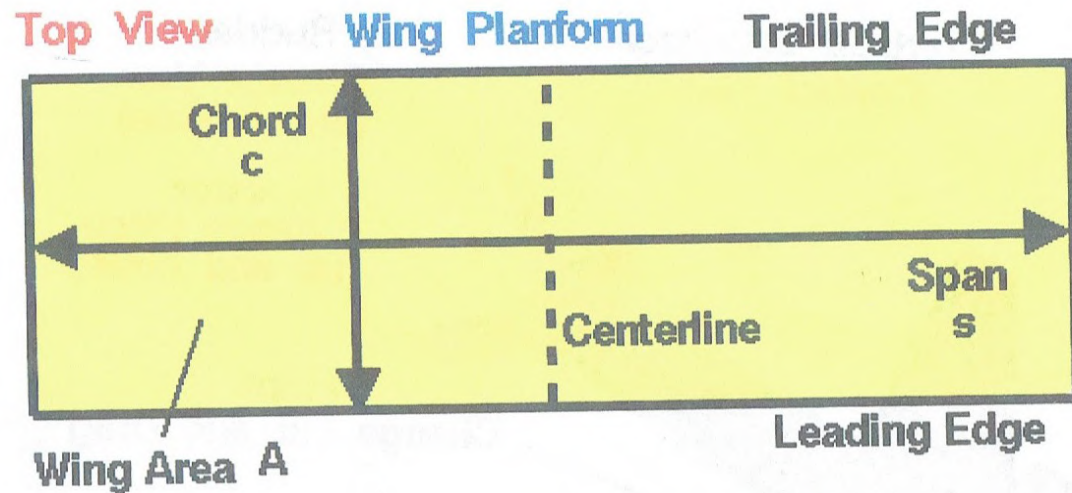 Top View Wing Planform Trailing Edge
Chord
c
Span
s
Centerline
Leading Edge
Wing Area A